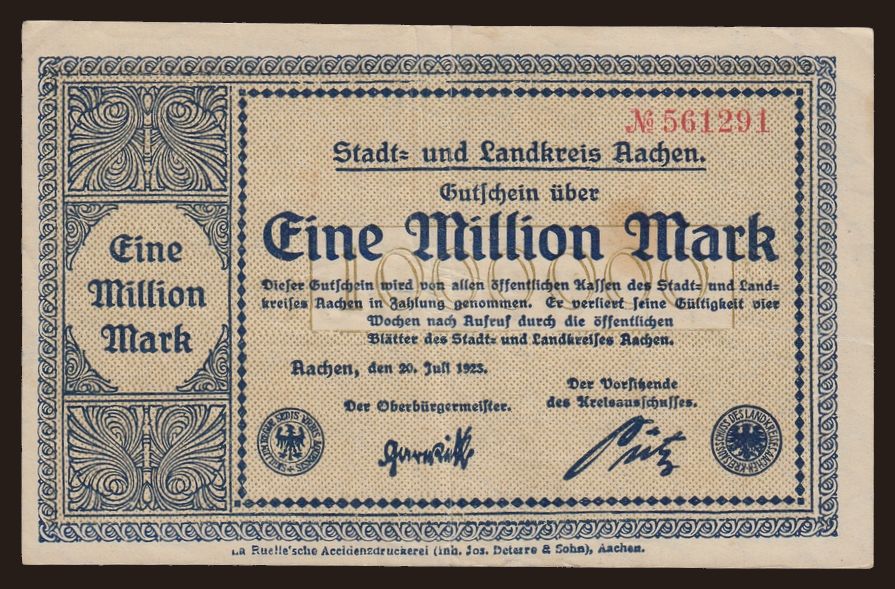 № 561291
Stadt- und Landkreis Aachen.
Gutschein über
Eine Million Mark
1000000
Dieser Gutschein wird von allen öffentlichen Kassen des Stadt- und Land-
kreises Aachen in Zahlung genommen. Er verliert seine Gültigkeit vier
Wochen nach Aufruf durch die öffentlichen
Blätter des Stadt- und Landkreises Aachen.
Aachen, den 20. Juli 1923.
Der Oberbürgermeister.
Der Vorsitzende
des Kreisausschusses.
Pütz
Eine
Million
Mark
La Ruelle'sche Accidenzdruckerei (Inh. Jos. Deterre & Sohn), Aachen.